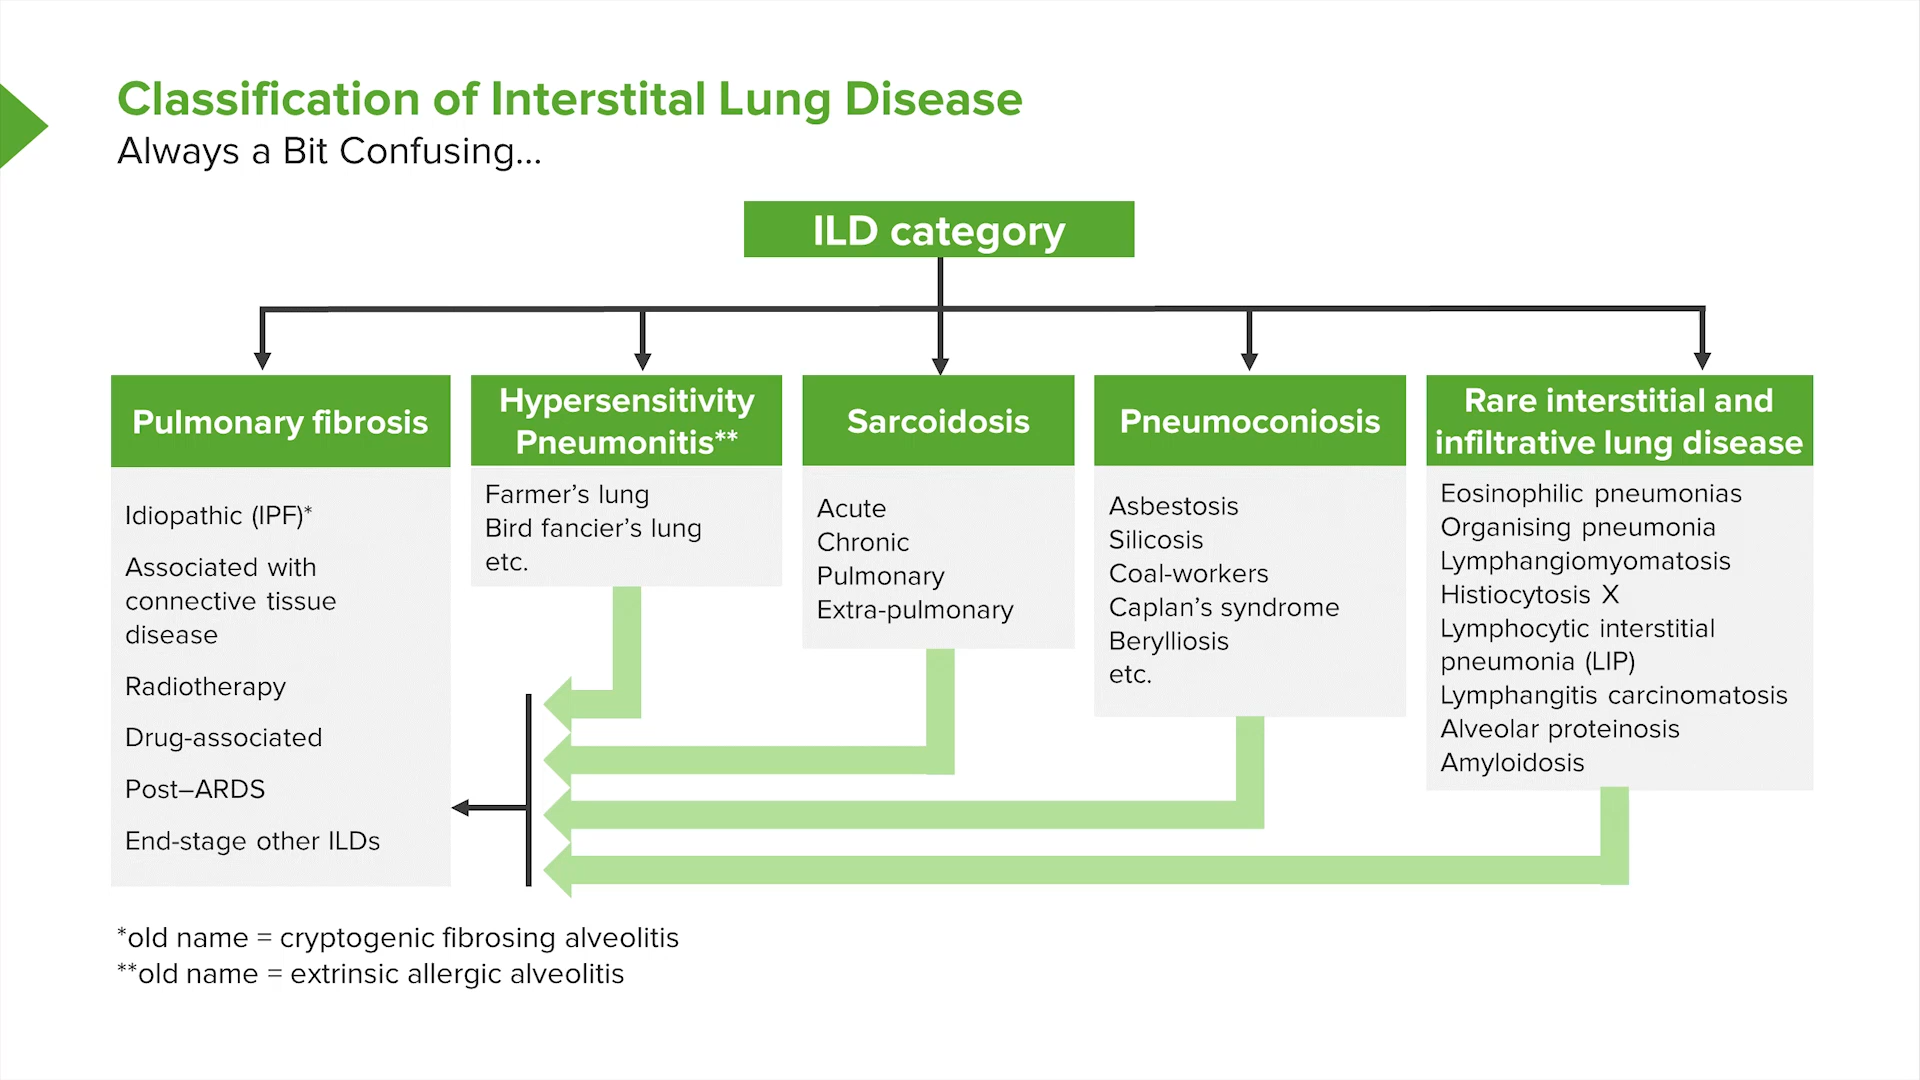 Classification of Interstital Lung Disease
Always a Bit Confusing...
ILD category
Pulmonary fibrosis
Idiopathic (IPF)*
Associated with
connective tissue
disease
Radiotherapy
Drug-associated
Post–ARDS
End-stage other ILDs
Hypersensitivity
Pneumonitis**
Farmer's lung
Bird fancier's lung
etc.
Sarcoidosis
Acute
Chronic
Pulmonary
Extra-pulmonary
Pneumoconiosis
Asbestosis
Silicosis
Coal-workers
Caplan's syndrome
Berylliosis
etc.
Rare interstitial and
infiltrative lung disease
Eosinophilic pneumonias
Organising pneumonia
Lymphangiomyomatosis
Histiocytosis X
Lymphocytic interstitial
pneumonia (LIP)
Lymphangitis carcinomatosis
Alveolar proteinosis
Amyloidosis
*old name = cryptogenic fibrosing alveolitis
**old name = extrinsic allergic alveolitis